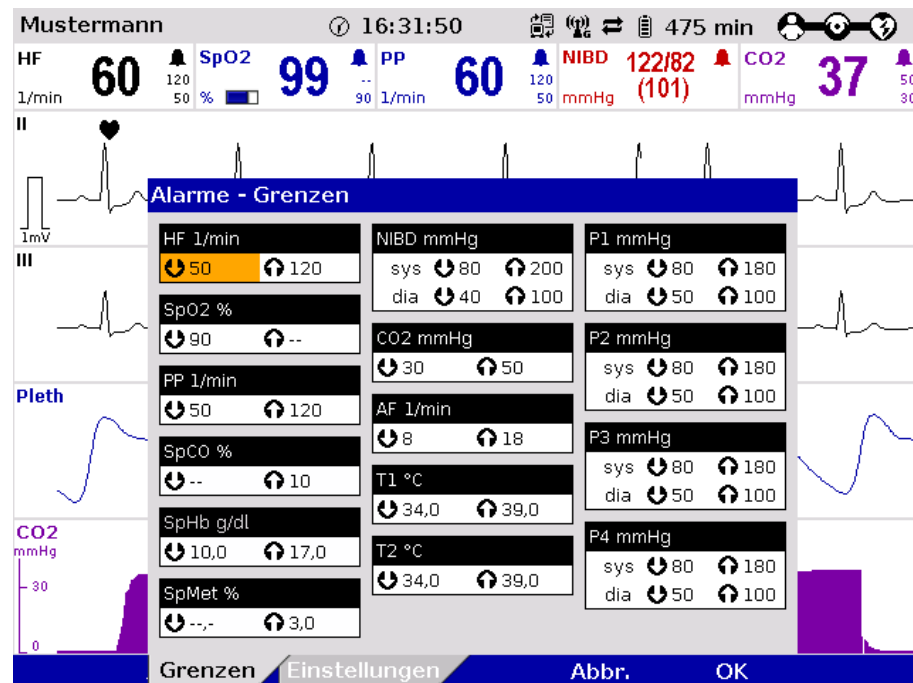 Mustermann 16:31:50 2G 475 min
HF 60 120 50 1/min
SpO2 99 -- 90 %
PP 60 120 50 1/min
NIBD 122/82 (101) mmHg
CO2 37 50 30 mmHg
II
1mV
III
Pleth
CO2
mmHg
30
0
Alarme - Grenzen
HF 1/min
50 120
SpO2 %
90 --
PP 1/min
50 120
SpCO %
-- 10
SpHb g/dl
10,0 17,0
SpMet %
--,- 3,0
NIBD mmHg
sys 80 200
dia 40 100
CO2 mmHg
30 50
AF 1/min
8 18
T1 °C
34,0 39,0
T2 °C
34,0 39,0
P1 mmHg
sys 80 180
dia 50 100
P2 mmHg
sys 80 180
dia 50 100
P3 mmHg
sys 80 180
dia 50 100
P4 mmHg
sys 80 180
dia 50 100
Grenzen Einstellungen Abbr. OK